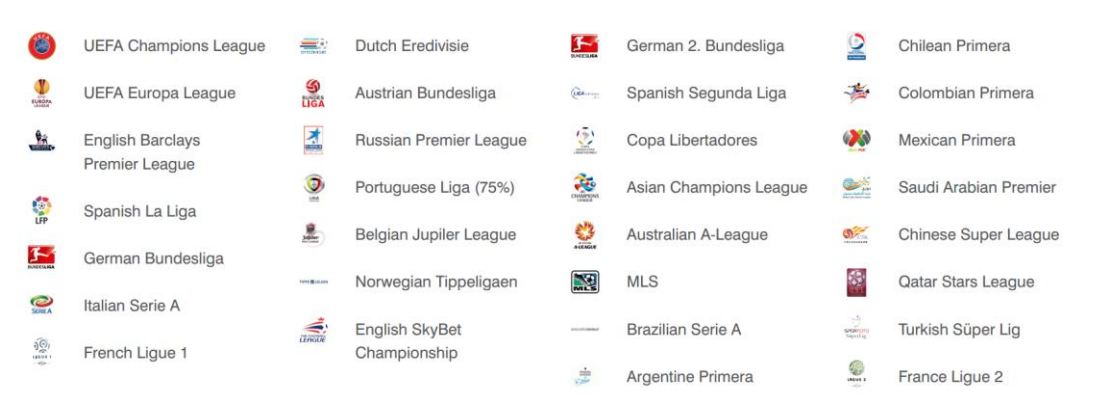 UEFA Champions League
UEFA Europa League
English Barclays
Premier League
Spanish La Liga
LFP
German Bundesliga
Italian Serie A
French Ligue 1
Dutch Eredivisie
Austrian Bundesliga
BUNDES
LIGA
Russian Premier League
Portuguese Liga (75%)
Belgian Jupiler League
Norwegian Tippeligaen
English SkyBet
Championship
German 2. Bundesliga
Spanish Segunda Liga
Copa Libertadores
Asian Champions League
Australian A-League
MLS
MLS
Brazilian Serie A
Argentine Primera
Chilean Primera
Colombian Primera
Mexican Primera
Saudi Arabian Premier
Chinese Super League
Qatar Stars League
Turkish Süper Lig
France Ligue 2